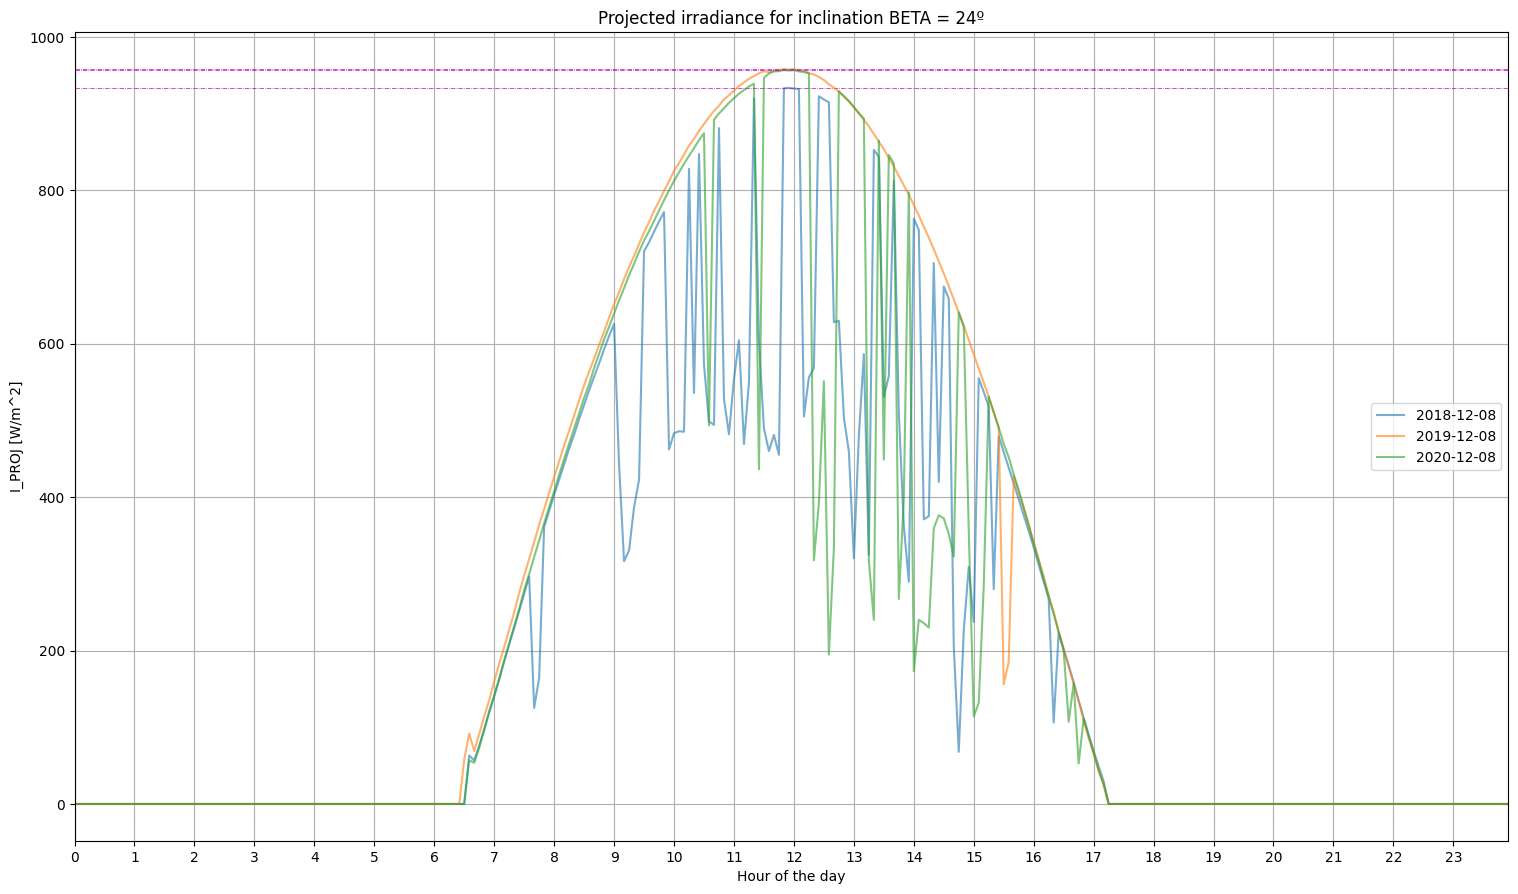 Projected irradiance for inclination BETA = 24º
1000
800
600
400
200
0
I_PROJ [W/m^2]
2018-12-08
2019-12-08
2020-12-08
0 1 2 3 4 5 6 7 8 9 10 11 12 13 14 15 16 17 18 19 20 21 22 23
Hour of the day